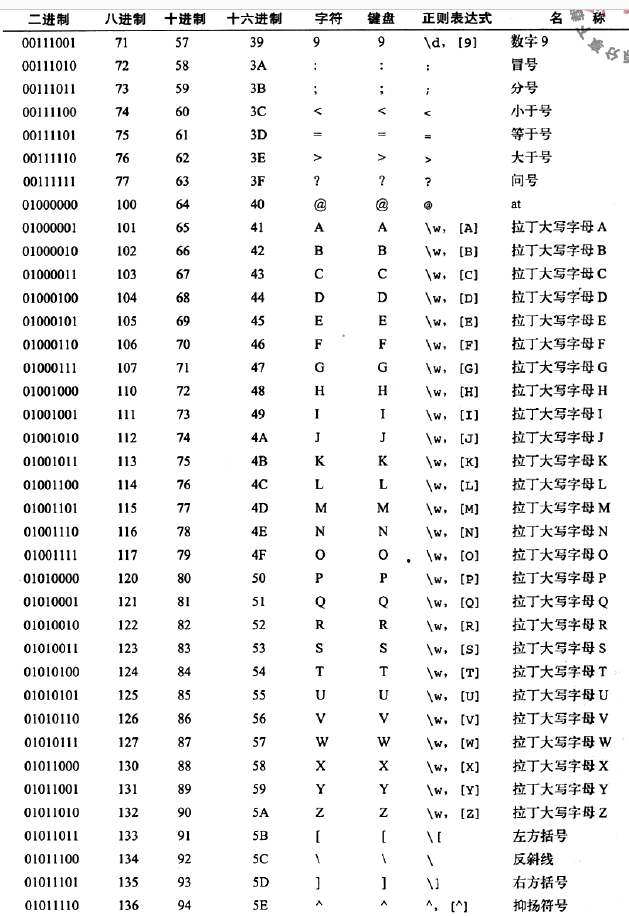 二进制 八进制 十进制 十六进制 字符 键盘 正则表达式 名 称
00111001 71 57 39 9 9 \d, [9] 数字 9
00111010 72 58 3A : : : 冒号
00111011 73 59 3B ; ; ; 分号
00111100 74 60 3C < < < 小于号
00111101 75 61 3D = = = 等于号
00111110 76 62 3E > > > 大于号
00111111 77 63 3F ? ? ? 问号
01000000 100 64 40 @ @ @ at
01000001 101 65 41 A A \w, [A] 拉丁大写字母 A
01000010 102 66 42 B B \w, [B] 拉丁大写字母 B
01000011 103 67 43 C C \w, [C] 拉丁大写字母 C
01000100 104 68 44 D D \w, [D] 拉丁大写字母 D
01000101 105 69 45 E E \w, [E] 拉丁大写字母 E
01000110 106 70 46 F F \w, [F] 拉丁大写字母 F
01000111 107 71 47 G G \w, [G] 拉丁大写字母 G
01001000 110 72 48 H H \w, [H] 拉丁大写字母 H
01001001 111 73 49 I I \w, [I] 拉丁大写字母 I
01001010 112 74 4A J J \w, [J] 拉丁大写字母 J
01001011 113 75 4B K K \w, [K] 拉丁大写字母 K
01001100 114 76 4C L L \w, [L] 拉丁大写字母 L
01001101 115 77 4D M M \w, [M] 拉丁大写字母 M
01001110 116 78 4E N N \w, [N] 拉丁大写字母 N
01001111 117 79 4F O O \w, [O] 拉丁大写字母 O
01010000 120 80 50 P P \w, [P] 拉丁大写字母 P
01010001 121 81 51 Q Q \w, [Q] 拉丁大写字母 Q
01010010 122 82 52 R R \w, [R] 拉丁大写字母 R
01010011 123 83 53 S S \w, [S] 拉丁大写字母 S
01010100 124 84 54 T T \w, [T] 拉丁大写字母 T
01010101 125 85 55 U U \w, [U] 拉丁大写字母 U
01010110 126 86 56 V V \w, [V] 拉丁大写字母 V
01010111 127 87 57 W W \w, [W] 拉丁大写字母 W
01011000 130 88 58 X X \w, [X] 拉丁大写字母 X
01011001 131 89 59 Y Y \w, [Y] 拉丁大写字母 Y
01011010 132 90 5A Z Z \w, [Z] 拉丁大写字母 Z
01011011 133 91 5B [ [ \[ 左方括号
01011100 134 92 5C \ \ \ 反斜线
01011101 135 93 5D ] ] \] 右方括号
01011110 136 94 5E ^ ^ ^, [^] 抑扬符号